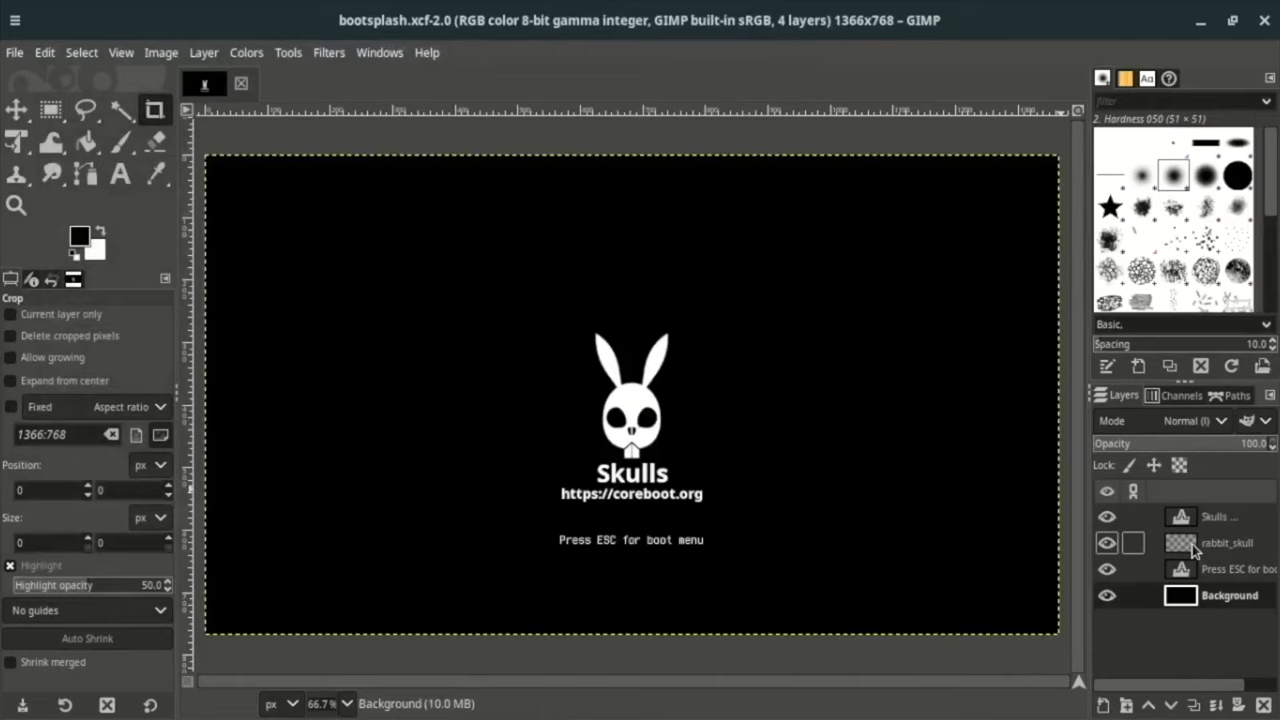 bootsplash.xcf-2.0 (RGB color 8-bit gamma integer, GIMP built-in sRGB, 4 layers) 1366x768 – GIMP
File Edit Select View Image Layer Colors Tools Filters Windows Help
filter
2. Hardness 050 (51 × 51)
Basic,
Spacing 10.0
Layers Channels Paths
Mode Normal (l)
Opacity 100.0
Lock:
Skulls ...
rabbit_skull
Press ESC for boo
Background
Crop
Current layer only
Delete cropped pixels
Allow growing
Expand from center
Fixed Aspect ratio
1366:768
Position: px
0 0
Size: px
0 0
Highlight
Highlight opacity 50.0
No guides
Auto Shrink
Shrink merged
Skulls
https://coreboot.org
Press ESC for boot menu
px 66.7% Background (10.0 MB)